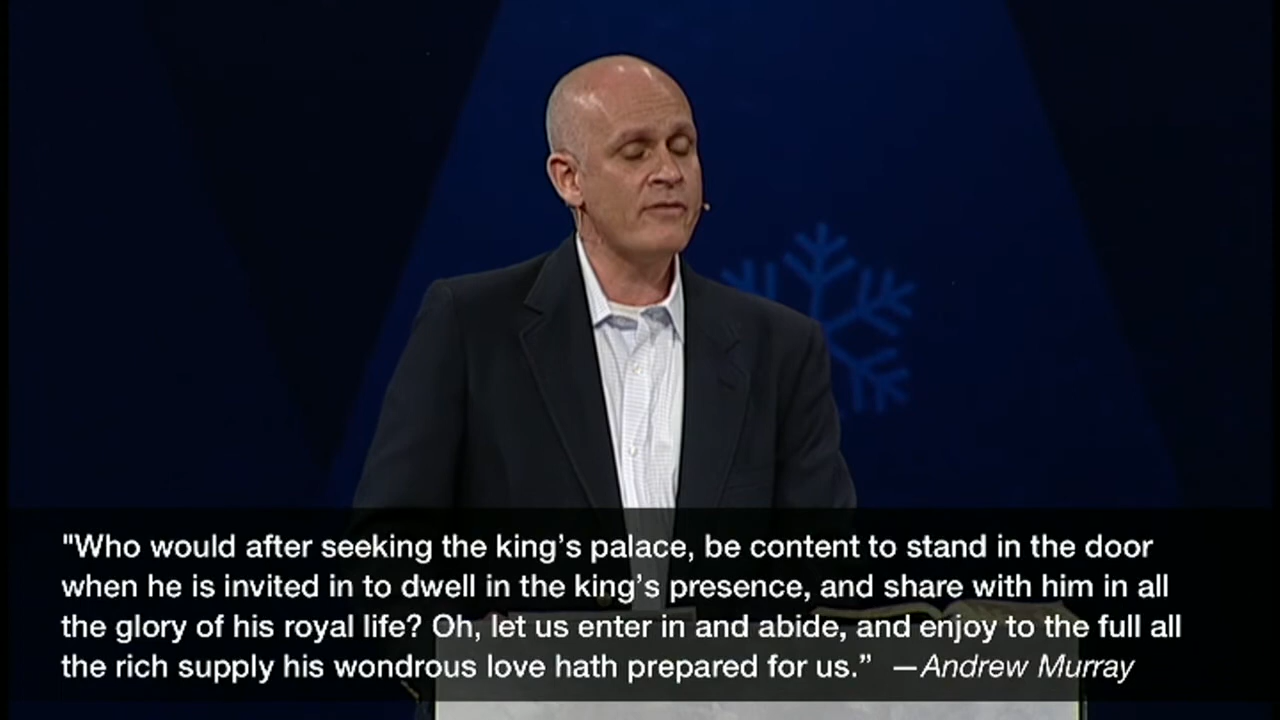 "Who would after seeking the king’s palace, be content to stand in the door
when he is invited in to dwell in the king’s presence, and share with him in all
the glory of his royal life? Oh, let us enter in and abide, and enjoy to the full all
the rich supply his wondrous love hath prepared for us.” —Andrew Murray